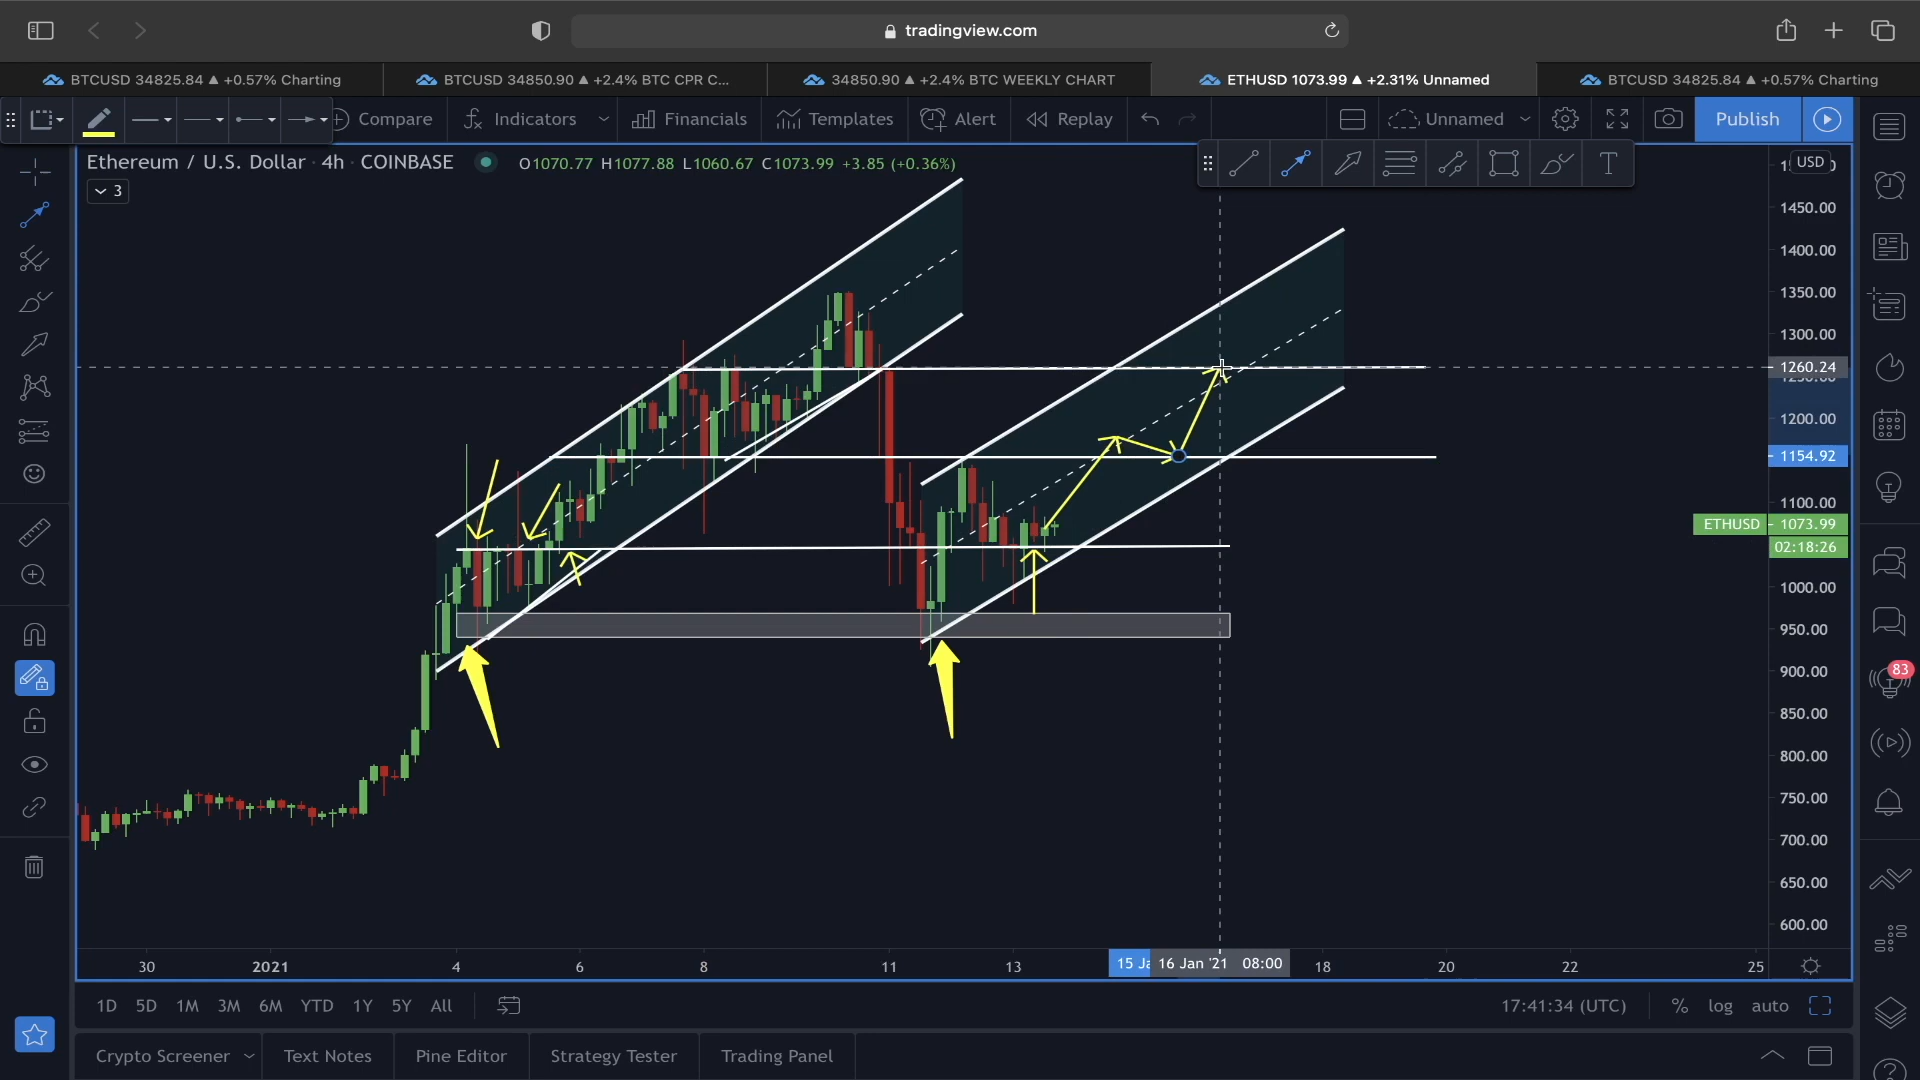 tradingview.com
BTCUSD 34825.84 ▲ +0.57% Charting
BTCUSD 34850.90 ▲ +2.4% BTC CPR C...
34850.90 ▲ +2.4% BTC WEEKLY CHART
ETHUSD 1073.99 ▲ +2.31% Unnamed
BTCUSD 34825.84 ▲ +0.57% Charting
Compare
Indicators
Financials
Templates
Alert
Replay
Unnamed
Publish
Ethereum / U.S. Dollar · 4h · COINBASE
O1070.77 H1077.88 L1060.67 C1073.99 +3.85 (+0.36%)
3
T
USD
1450.00
1400.00
1350.00
1300.00
1260.24
1200.00
1154.92
1100.00
ETHUSD 1073.99
02:18:26
1000.00
950.00
900.00
850.00
800.00
750.00
700.00
650.00
600.00
83
30 2021 4 6 8 11 13 15 Ja 16 Jan '21 08:00 18 20 22 25
1D 5D 1M 3M 6M YTD 1Y 5Y All
17:41:34 (UTC) % log auto
Crypto Screener Text Notes Pine Editor Strategy Tester Trading Panel